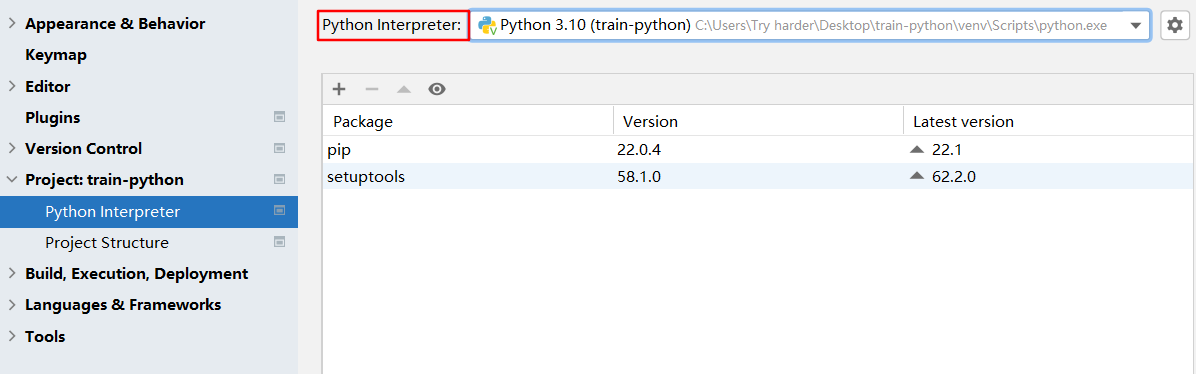 Appearance & Behavior
Keymap
Editor
Plugins
Version Control
Project: train-python
Python Interpreter
Project Structure
Build, Execution, Deployment
Languages & Frameworks
Tools
Python Interpreter: Python 3.10 (train-python) C:\Users\Try harder\Desktop\train-python\venv\Scripts\python.exe
Package Version Latest version
pip 22.0.4 22.1
setuptools 58.1.0 62.2.0